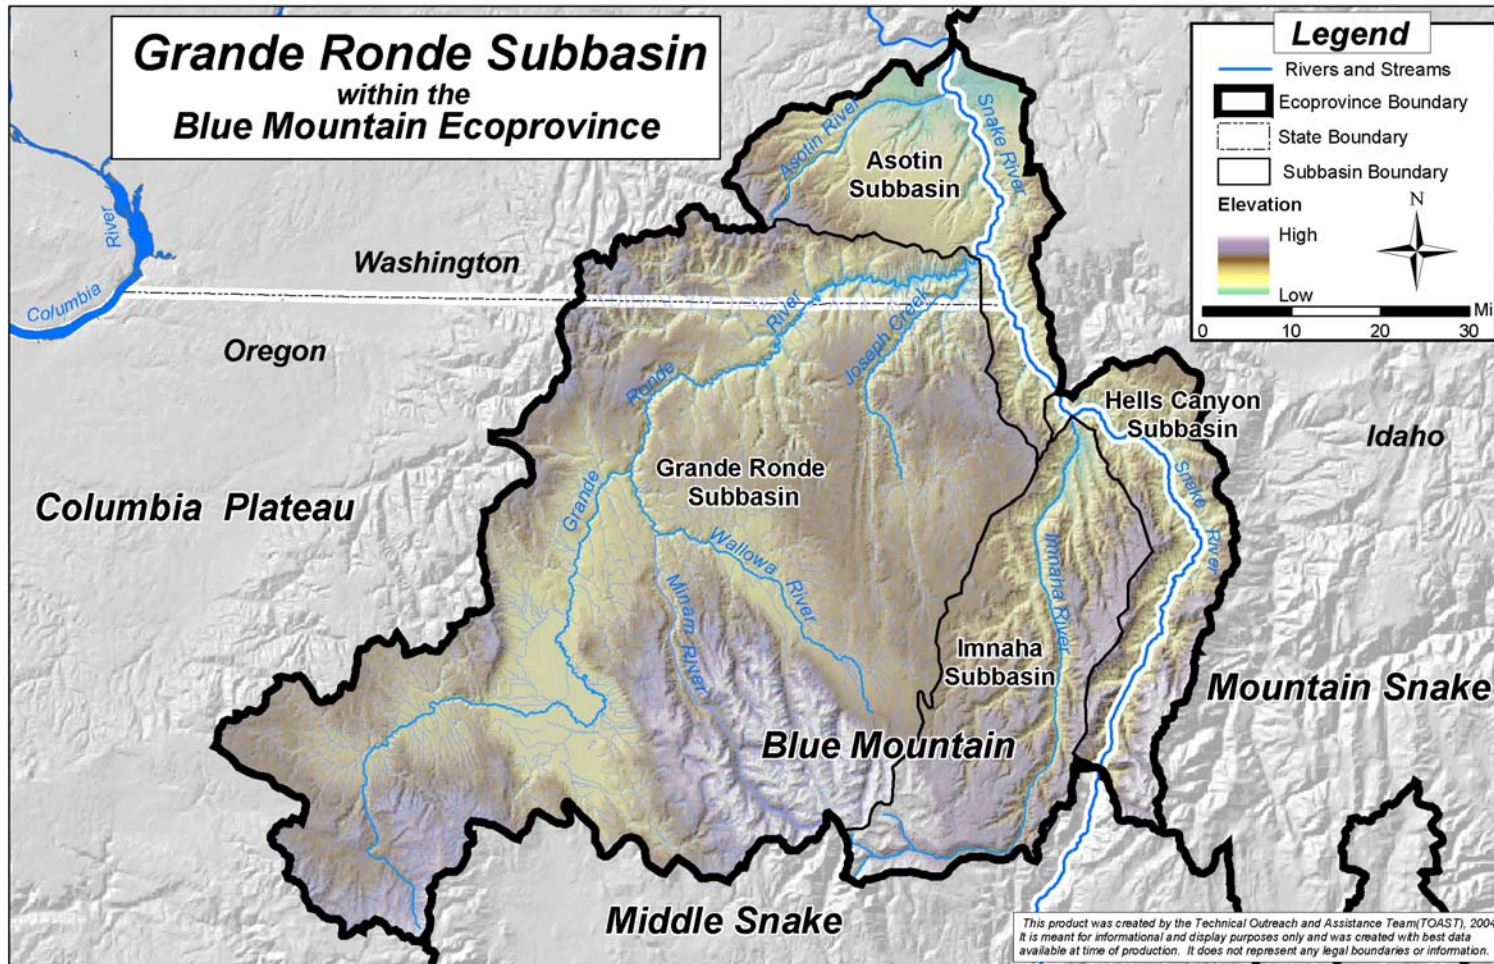 Grande Ronde Subbasin
within the
Blue Mountain Ecoprovince
Legend
Rivers and Streams
Ecoprovince Boundary
State Boundary
Subbasin Boundary
Elevation
High
Low
N
0 10 20 30 Mi
Asotin River
Snake River
Asotin
Subbasin
Columbia
River
Washington
Oregon
Grande
Ronde
River
Joseph Creek
Hells Canyon
Subbasin
Idaho
Snake
River
Columbia Plateau
Grande Ronde
Subbasin
Wallowa River
Minam River
Imnaha River
Imnaha
Subbasin
Mountain Snake
Blue Mountain
Middle Snake
This product was created by the Technical Outreach and Assistance Team(TOAST), 2004
It is meant for informational and display purposes only and was created with best data
available at time of production. It does not represent any legal boundaries or information.